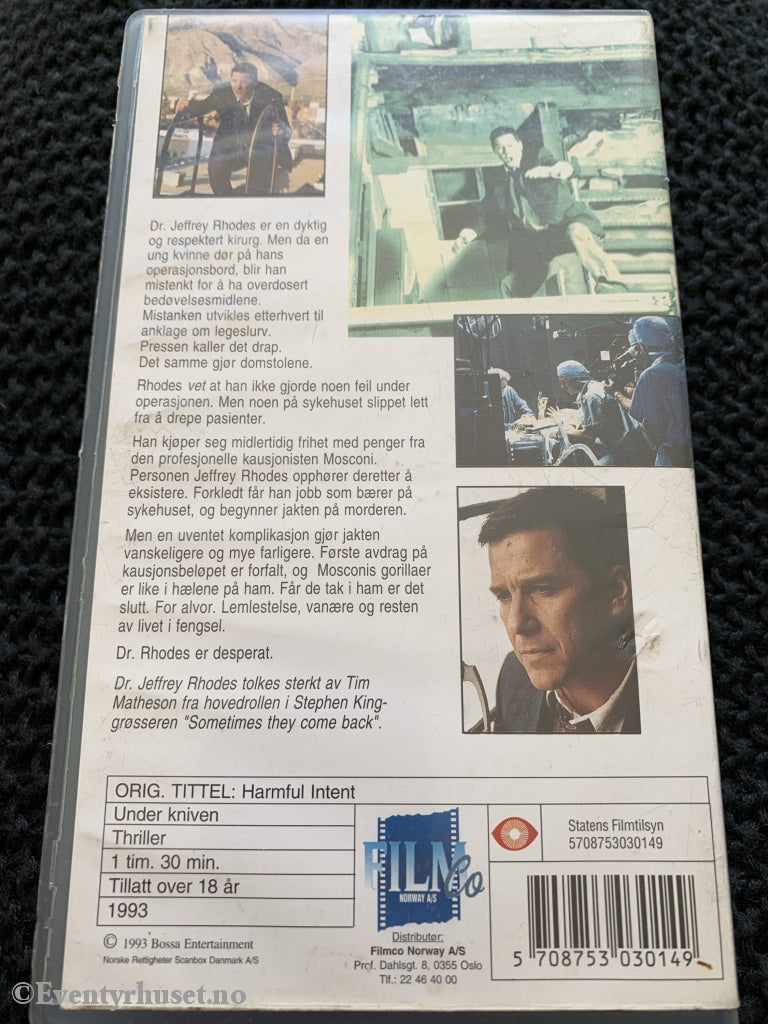 Dr. Jeffrey Rhodes er en dyktig
og respektert kirurg. Men da en
ung kvinne dør på hans
operasjonsbord, blir han
mistenkt for å ha overdosert
bedøvelsesmidlene.
Mistanken utvikles etterhvert til
anklage om legeslurv.
Pressen kaller det drap.
Det samme gjør domstolene.
Rhodes vet at han ikke gjorde noen feil under
operasjonen. Men noen på sykehuset slippet lett
fra å drepe pasienter.
Han kjøper seg midlertidig frihet med penger fra
den profesjonelle kausjonisten Mosconi.
Personen Jeffrey Rhodes opphører deretter å
eksistere. Forkledt får han jobb som bærer på
sykehuset, og begynner jakten på morderen.
Men en uventet komplikasjon gjør jakten
vanskeligere og mye farligere. Første avdrag på
kausjonsbeløpet er forfalt, og Mosconis gorillaer
er like i hælene på ham. Får de tak i ham er det
slutt. For alvor. Lemlestelse, vanære og resten
av livet i fengsel.
Dr. Rhodes er desperat.
Dr. Jeffrey Rhodes tolkes sterkt av Tim
Matheson fra hovedrollen i Stephen King-
grøsseren "Sometimes they come back".
ORIG. TITTEL: Harmful Intent
Under kniven
Thriller
1 tim. 30 min.
Tillatt over 18 år
1993
© 1993 Bossa Entertainment
Norske Rettigheter Scanbox Danmark A/S
FILM Co
NORWAY A/S
Distributør:
Filmco Norway A/S
Prof. Dahlsgt. 8, 0355 Oslo
Tlf.: 22 46 40 00
Statens Filmtilsyn
5708753030149
5 708753 030149
©Eventyrhuset.no